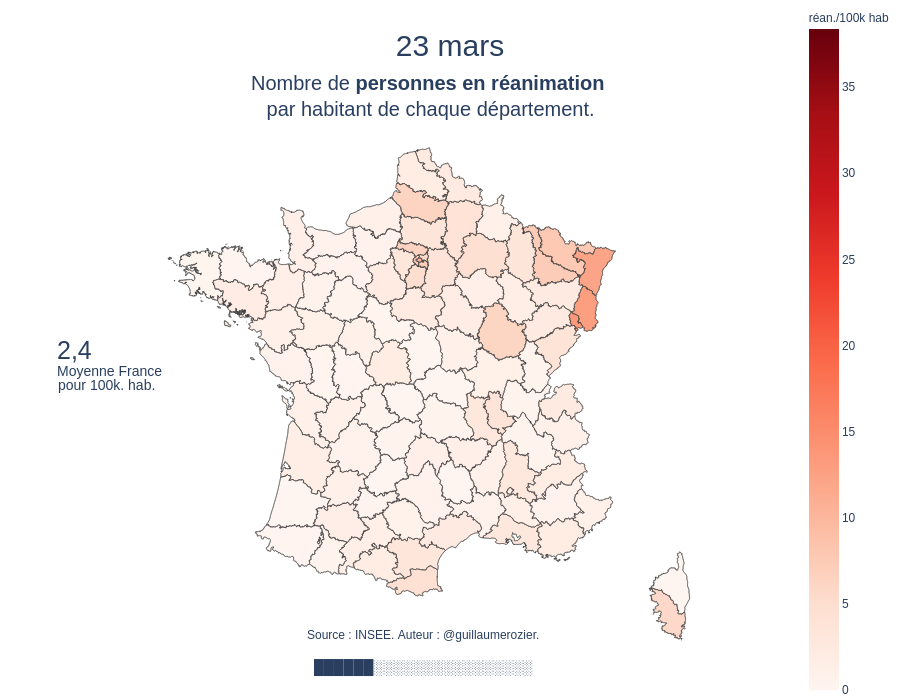 réan./100k hab
23 mars
Nombre de personnes en réanimation
par habitant de chaque département.
35
30
25
20
15
10
5
0
2,4
Moyenne France
pour 100k. hab.
Source : INSEE. Auteur : @guillaumerozier.